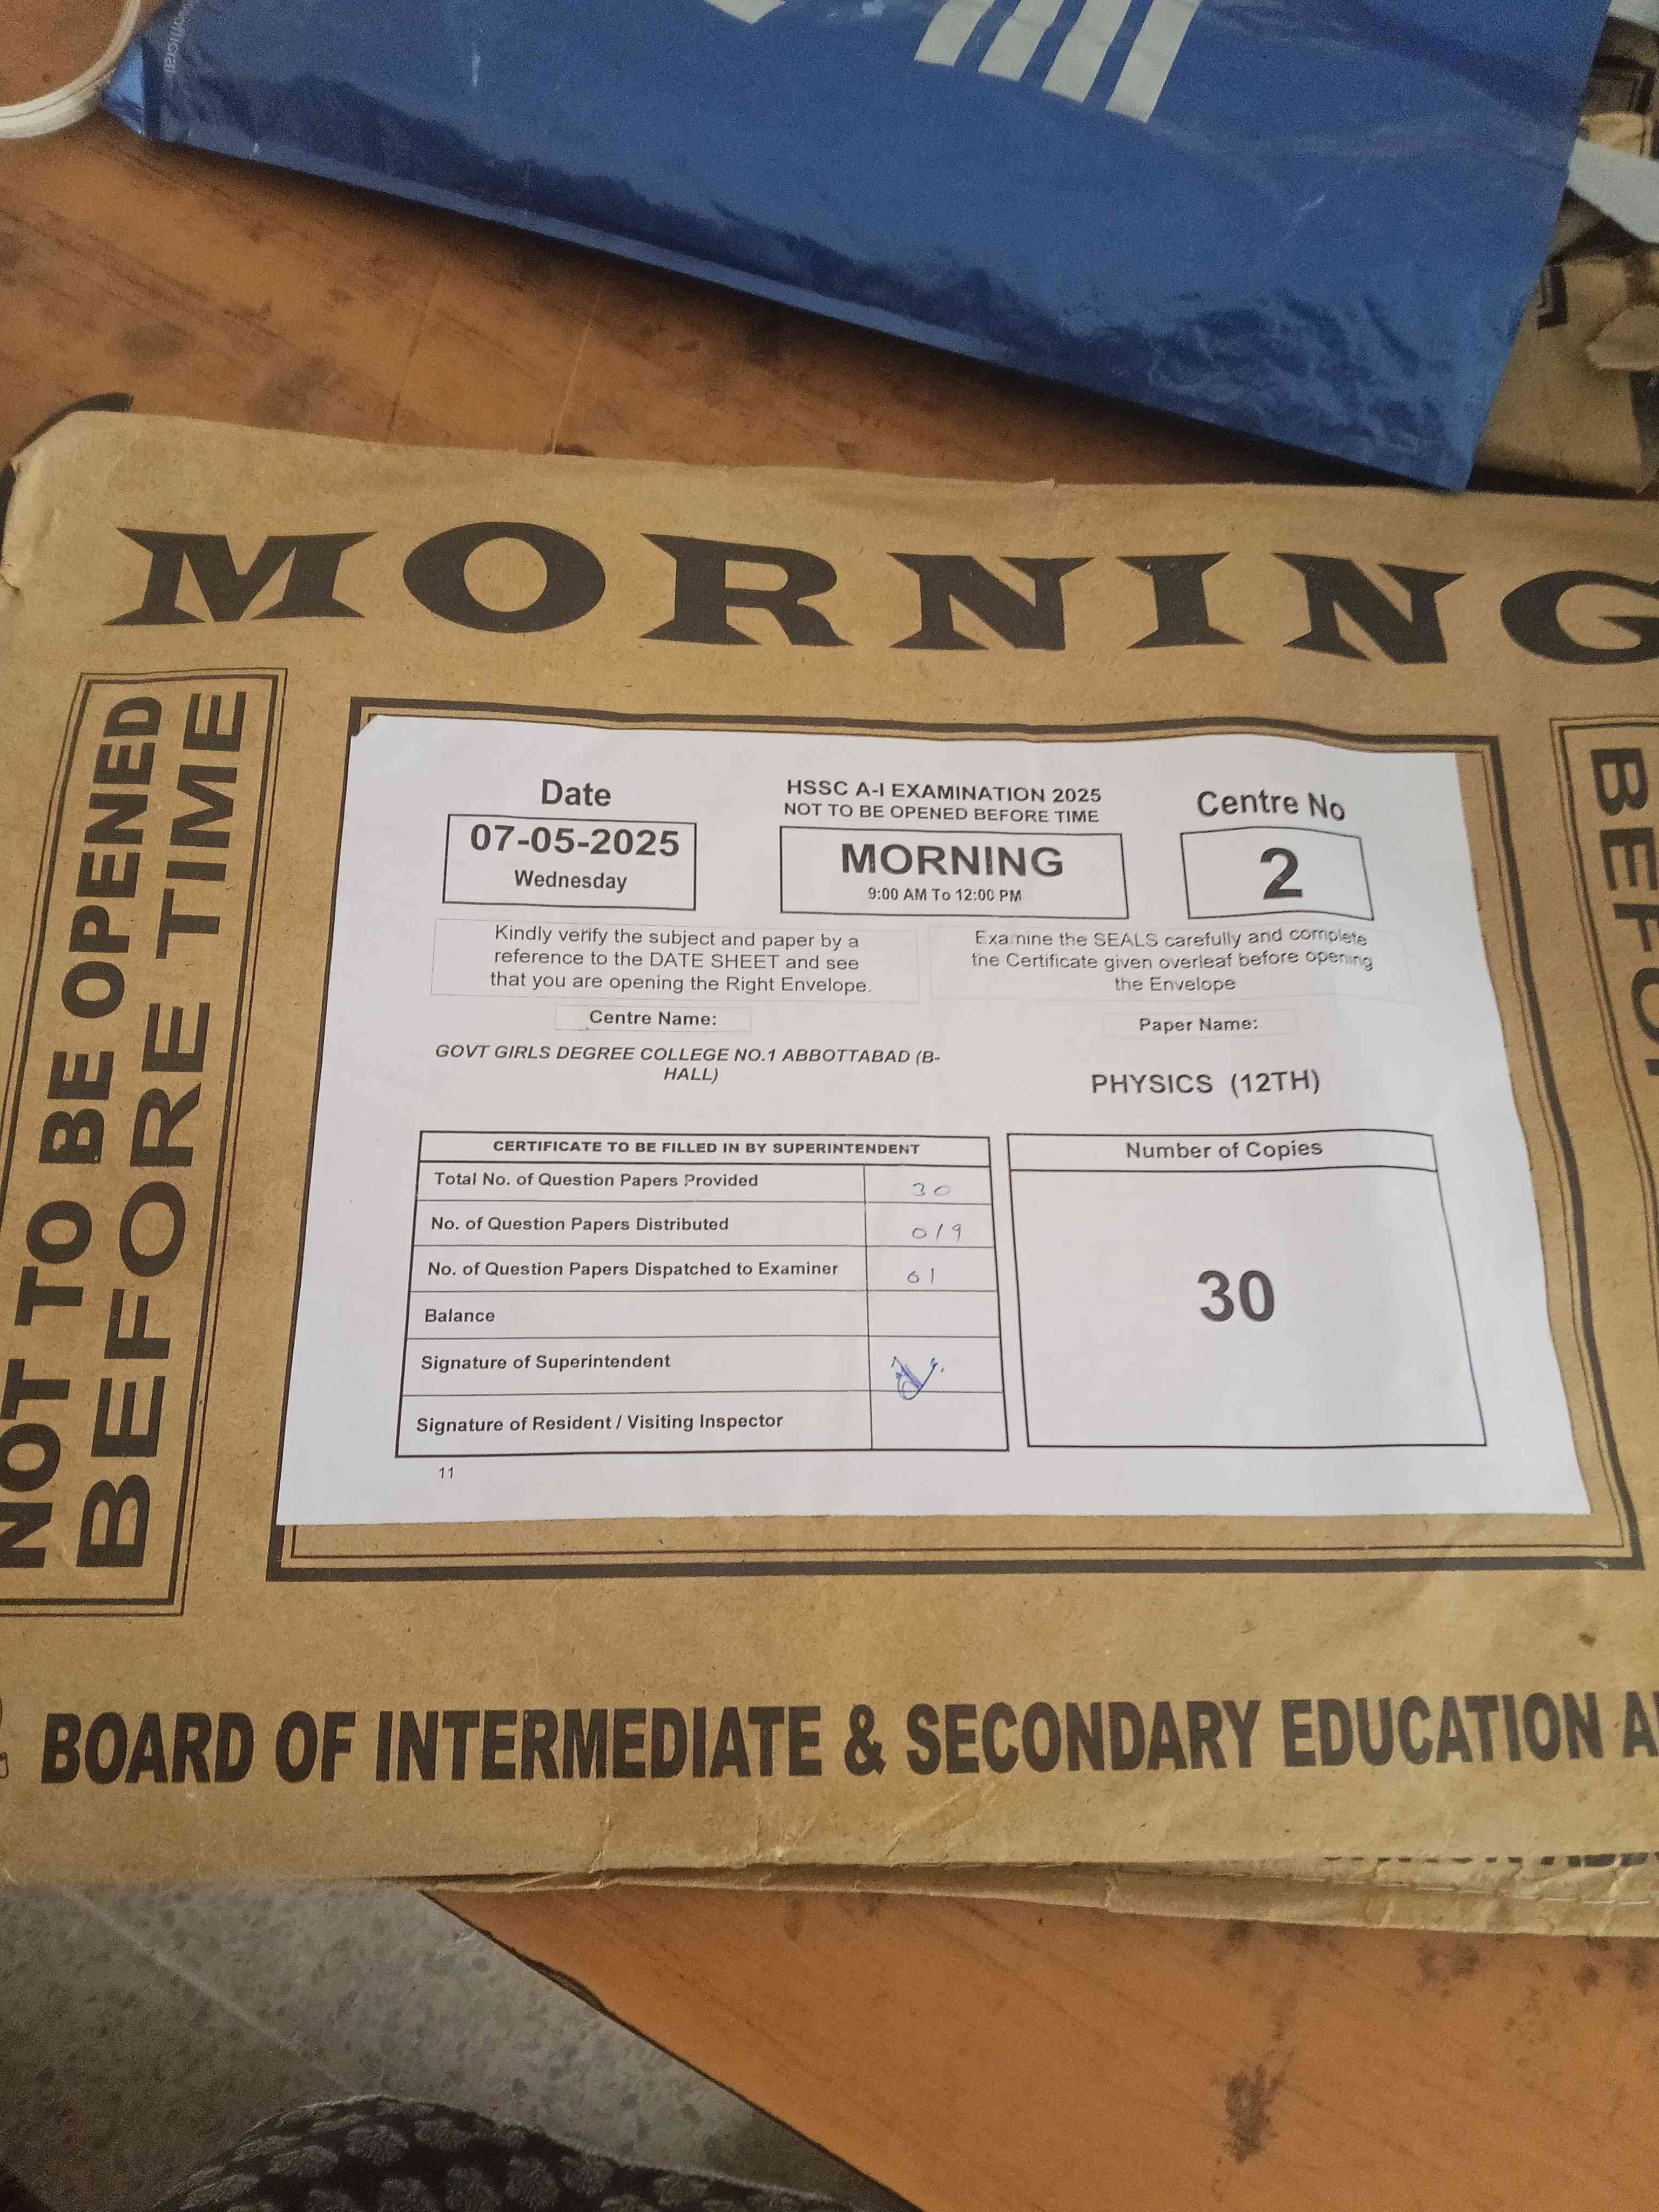 MORNING
NOT TO BE OPENED
BEFORE TIME
Date
07-05-2025
Wednesday
HSSC A-I EXAMINATION 2025
NOT TO BE OPENED BEFORE TIME
MORNING
9:00 AM To 12:00 PM
Centre No
2
Kindly verify the subject and paper by a
reference to the DATE SHEET and see
that you are opening the Right Envelope.
Examine the SEALS carefully and complete
the Certificate given overleaf before opening
the Envelope
Centre Name:
GOVT GIRLS DEGREE COLLEGE NO.1 ABBOTTABAD (B-
HALL)
Paper Name:
PHYSICS (12TH)
CERTIFICATE TO BE FILLED IN BY SUPERINTENDENT
Total No. of Question Papers Provided 30
No. of Question Papers Distributed 019
No. of Question Papers Dispatched to Examiner 01
Balance
Signature of Superintendent
Signature of Resident / Visiting Inspector
Number of Copies
30
11
BOARD OF INTERMEDIATE & SECONDARY EDUCATION